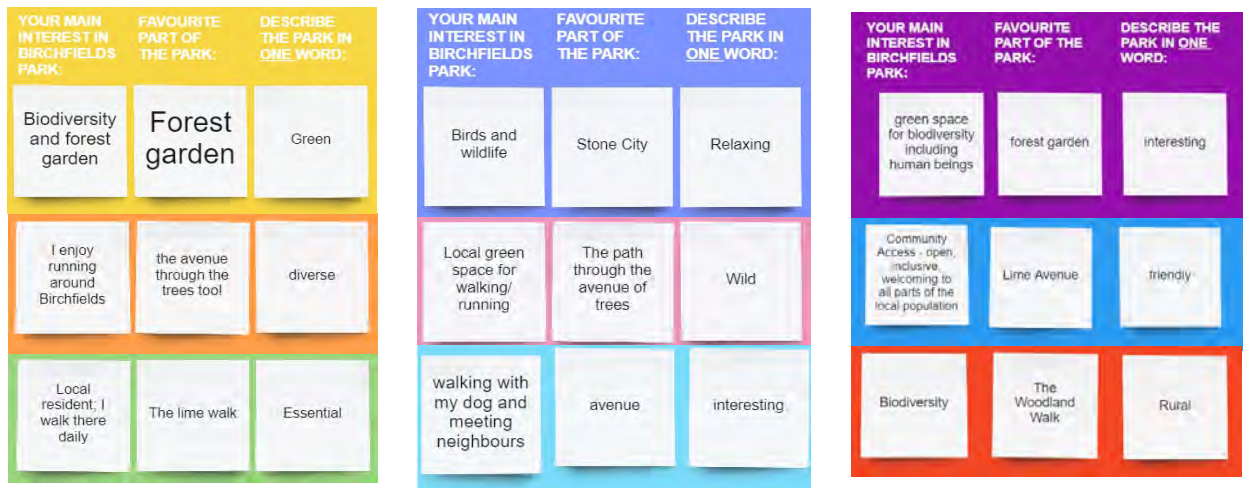 YOUR MAIN
INTEREST IN
BIRCHFIELDS
PARK:
FAVOURITE
PART OF
THE PARK:
DESCRIBE
THE PARK IN
ONE WORD:
Biodiversity
and forest
garden
Forest
garden
Green
I enjoy
running
around
Birchfields
the avenue
through the
trees too!
diverse
Local
resident; I
walk there
daily
The lime walk
Essential
YOUR MAIN
INTEREST IN
BIRCHFIELDS
PARK:
FAVOURITE
PART OF
THE PARK:
DESCRIBE
THE PARK IN
ONE WORD:
Birds and
wildlife
Stone City
Relaxing
Local green
space for
walking/
running
The path
through the
avenue of
trees
Wild
walking with
my dog and
meeting
neighbours
avenue
interesting
YOUR MAIN
INTEREST IN
BIRCHFIELDS
PARK:
FAVOURITE
PART OF THE
PARK:
DESCRIBE THE
PARK IN ONE
WORD:
green space
for biodiversity
including
human beings
forest garden
interesting
Community
Access - open,
inclusive,
welcoming to
all parts of the
local population
Lime Avenue
friendly
Biodiversity
The
Woodland
Walk
Rural